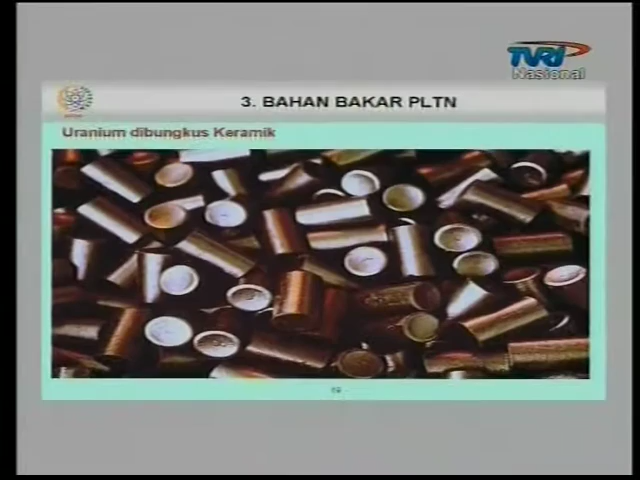 TVRI
Nasional
3. BAHAN BAKAR PLTN
Uranium dibungkus Keramik